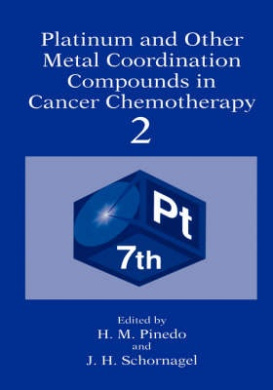 Platinum and Other
Metal Coordination
Compounds in
Cancer Chemotherapy
2
Pt
7th
Edited by
H. M. Pinedo
and
J. H. Schornagel